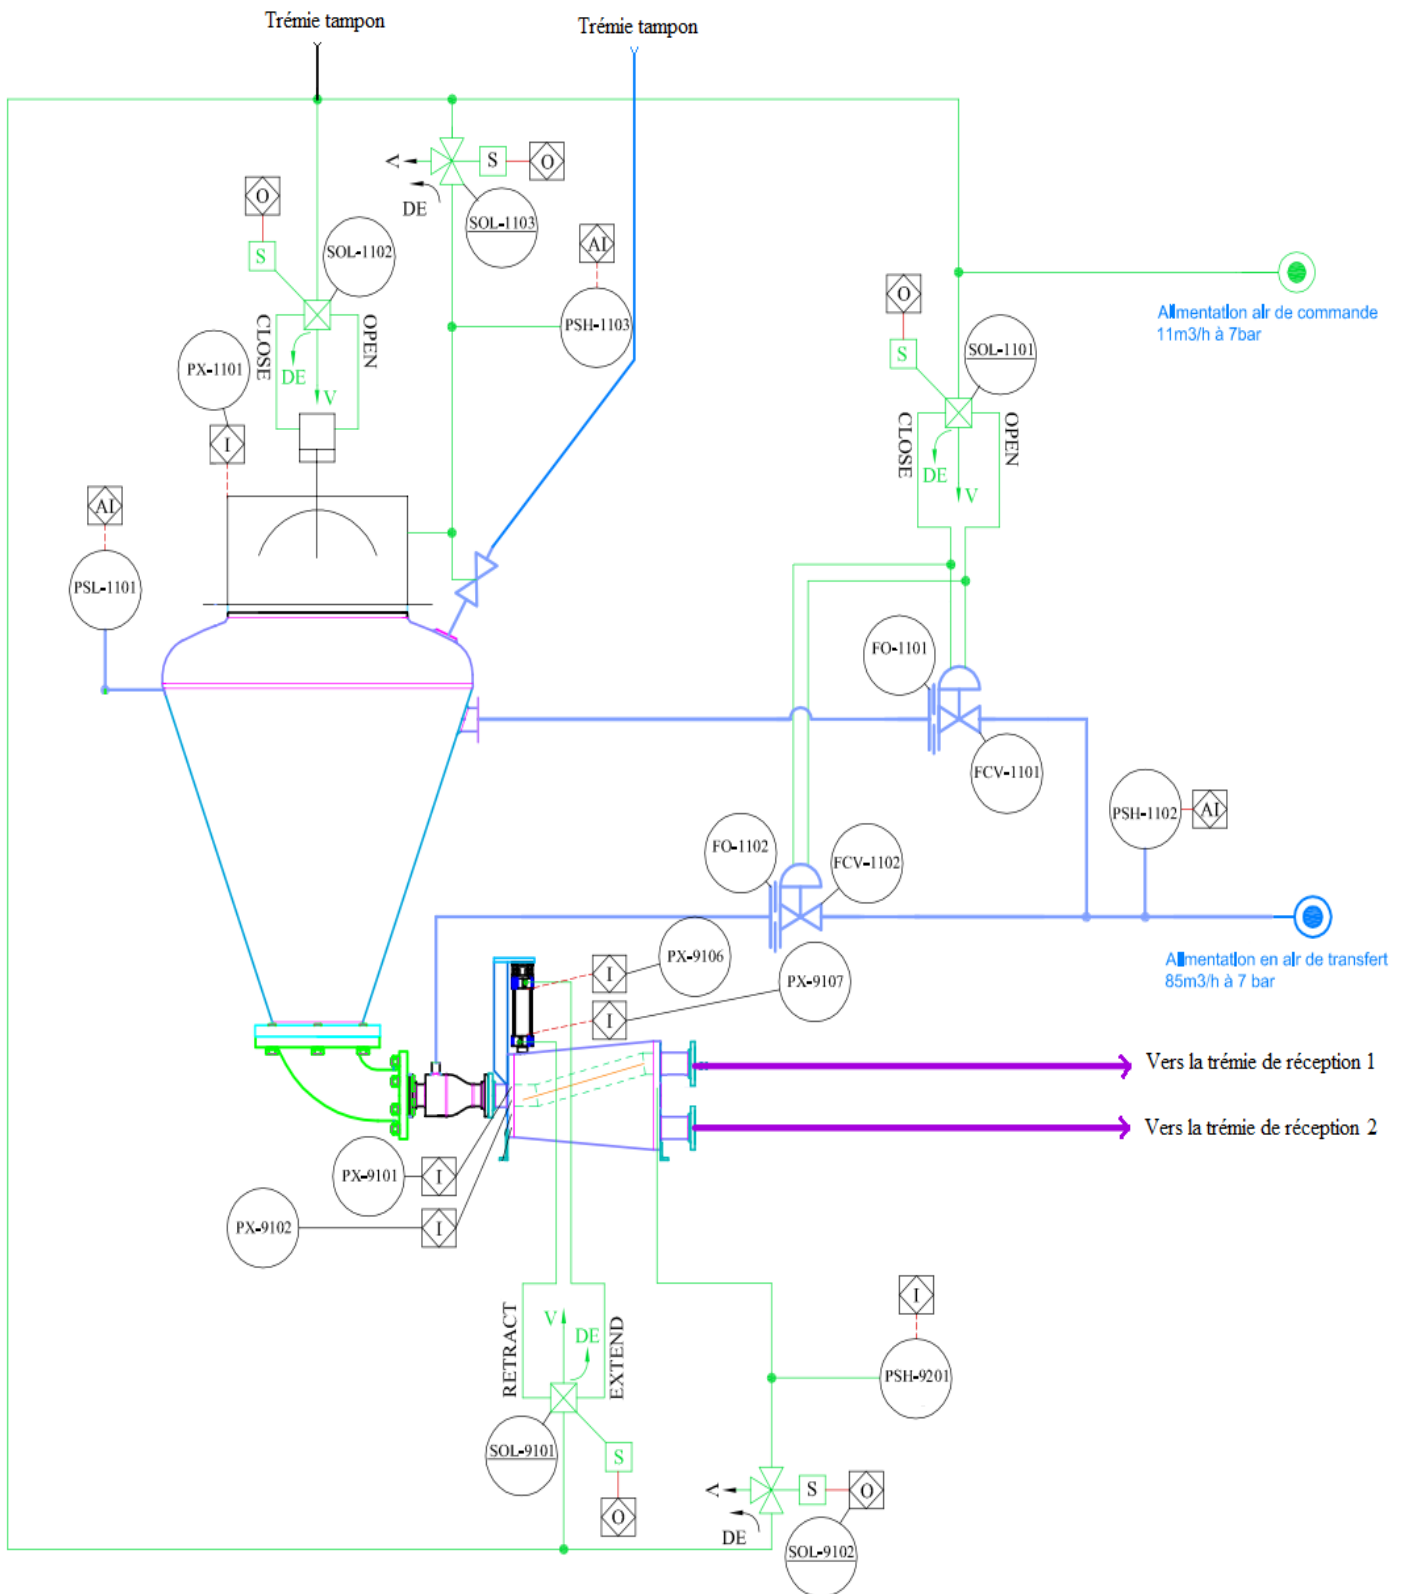 Trémie tampon
Trémie tampon
V
S
O
DE
SOL-1103
O
S
SOL-1102
AI
PSH-1103
CLOSE
OPEN
DE
V
PX-1101
I
AI
PSL-1101
Alimentation air de commande
11m3/h à 7bar
O
S
SOL-1101
CLOSE
OPEN
DE
V
FO-1101
FCV-1101
PSH-1102
AI
FO-1102
FCV-1102
Alimentation en air de transfert
85m3/h à 7 bar
PX-9106
I
PX-9107
I
Vers la trémie de réception 1
Vers la trémie de réception 2
PX-9101
I
PX-9102
I
RETRACT
V
DE
EXTEND
SOL-9101
S
O
I
PSH-9201
V
S
O
DE
SOL-9102